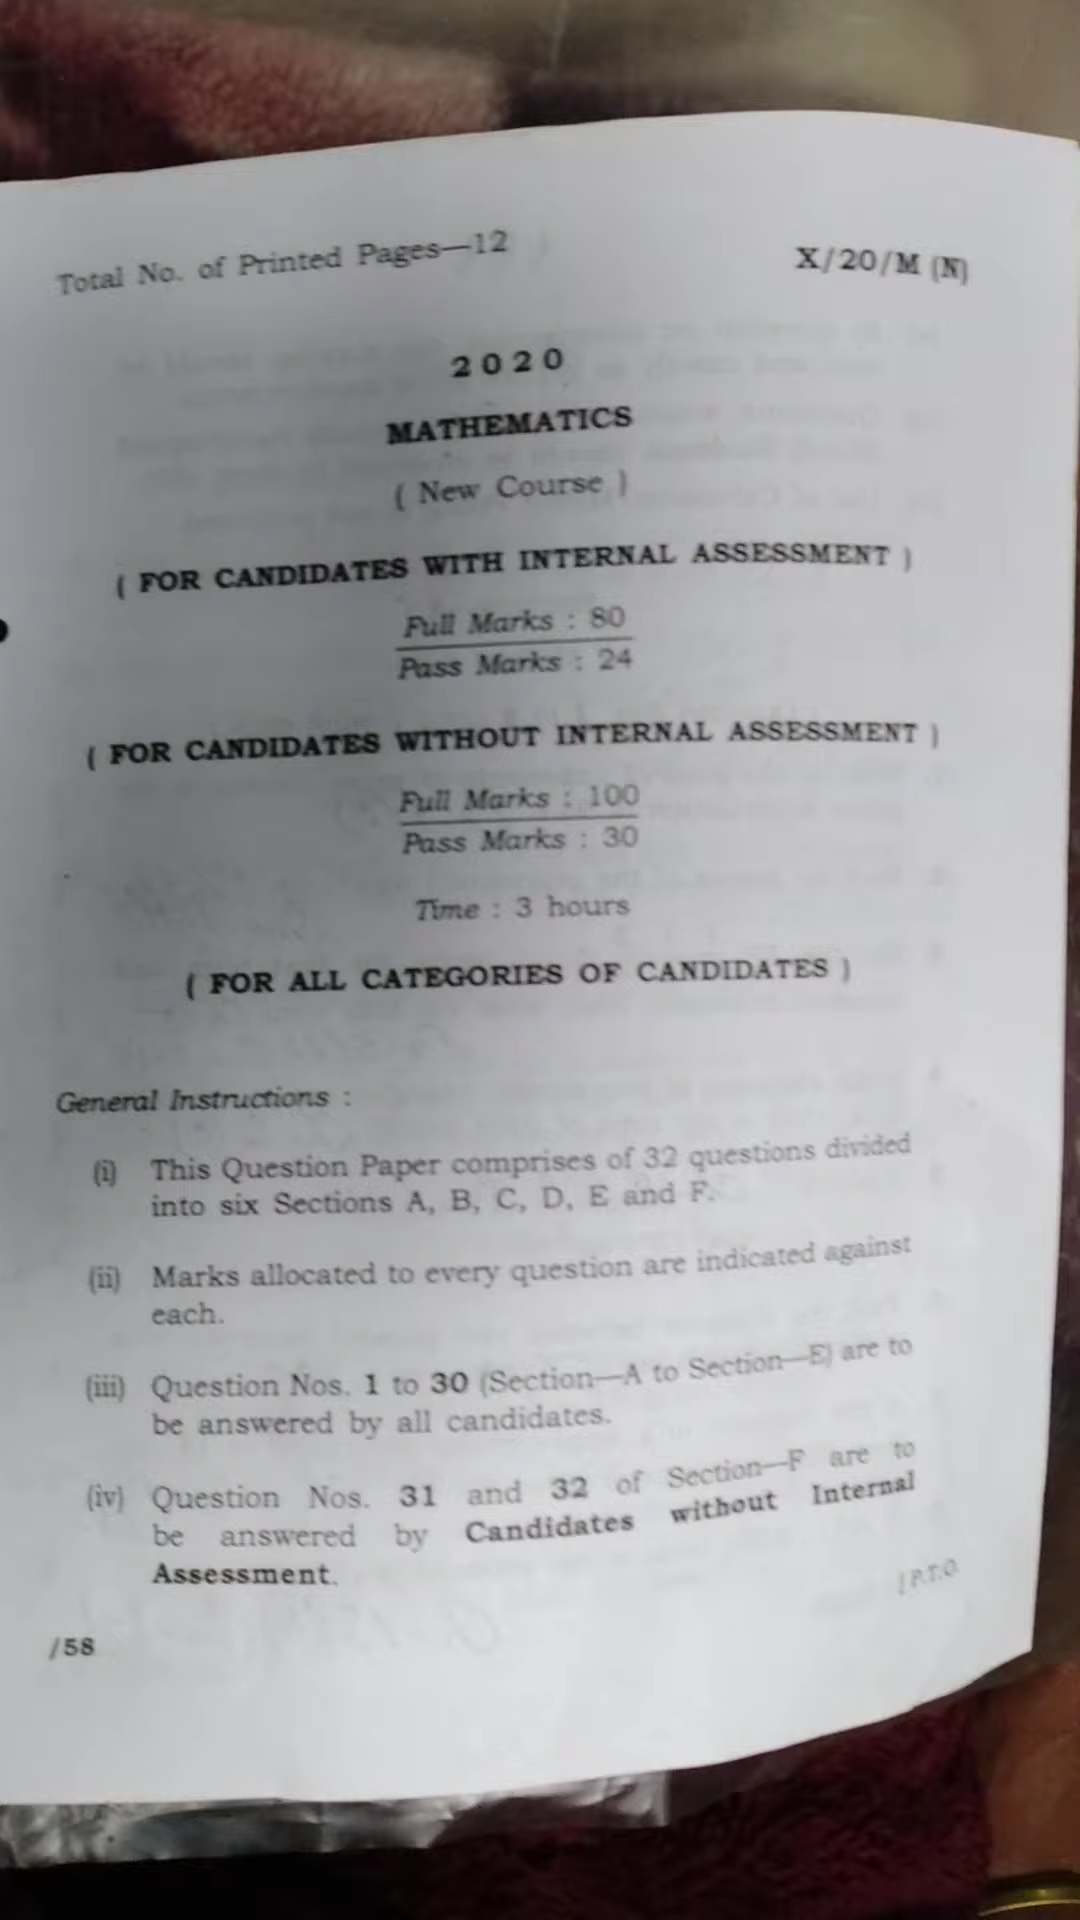 Total No. of Printed Pages—12
X/20/M (N)
2020
MATHEMATICS
( New Course )
( FOR CANDIDATES WITH INTERNAL ASSESSMENT )
Full Marks : 80
Pass Marks : 24
( FOR CANDIDATES WITHOUT INTERNAL ASSESSMENT )
Full Marks : 100
Pass Marks : 30
Time : 3 hours
( FOR ALL CATEGORIES OF CANDIDATES )
General Instructions :
(i) This Question Paper comprises of 32 questions divided
into six Sections A, B, C, D, E and F.
(ii) Marks allocated to every question are indicated against
each.
(iii) Question Nos. 1 to 30 (Section—A to Section—E) are to
be answered by all candidates.
(iv) Question Nos. 31 and 32 of Section—F are to
be answered by Candidates without Internal
Assessment.
[ P.T.O.
/58